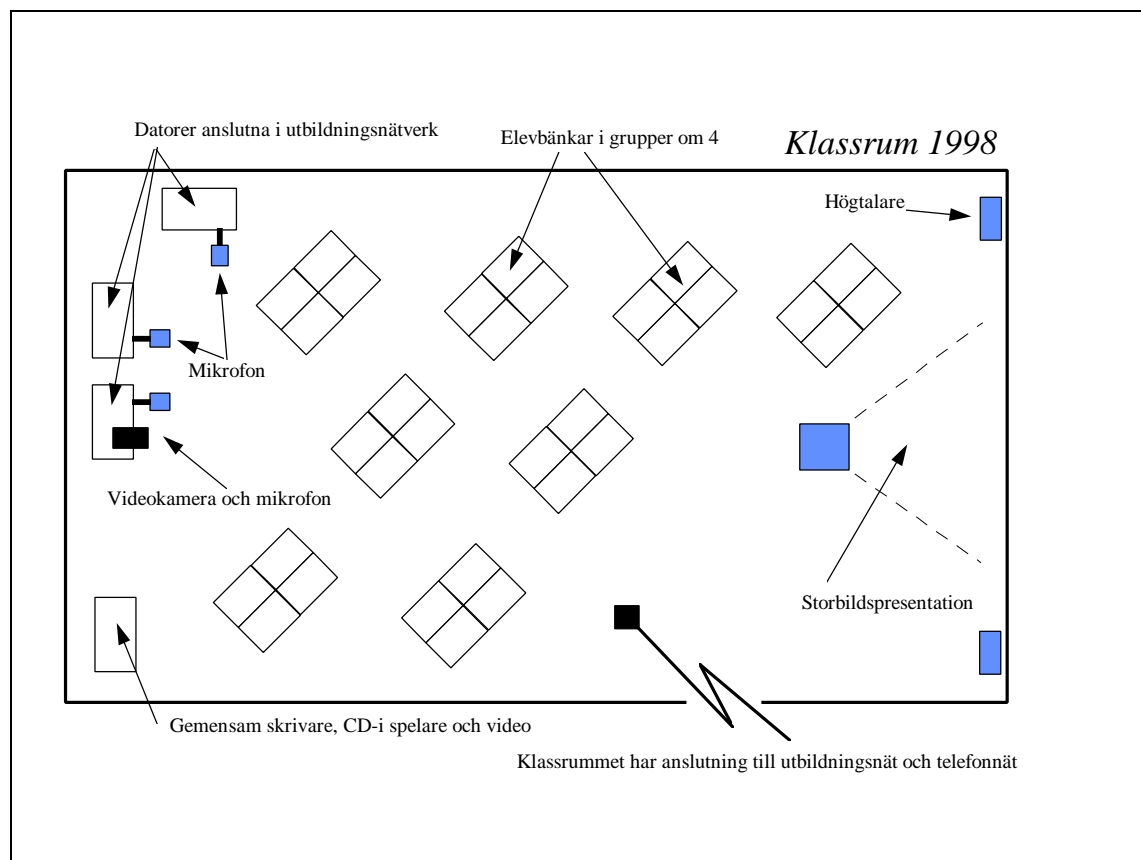 Datorer anslutna i utbildningsnätverk
Elevbänkar i grupper om 4
Klassrum 1998
Högtalare
Mikrofon
Videokamera och mikrofon
Storbildspresentation
Gemensam skrivare, CD-i spelare och video
Klassrummet har anslutning till utbildningsnät och telefonnät